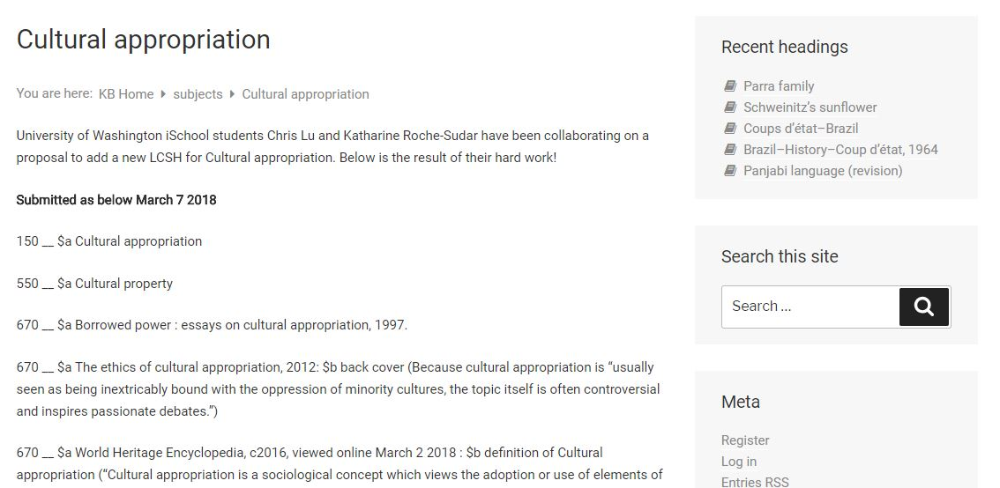 Cultural appropriation
You are here: KB Home subjects Cultural appropriation
University of Washington iSchool students Chris Lu and Katharine Roche-Sudar have been collaborating on a
proposal to add a new LCSH for Cultural appropriation. Below is the result of their hard work!
Submitted as below March 7 2018
150 __ $a Cultural appropriation
550 __ $a Cultural property
670 __ $a Borrowed power : essays on cultural appropriation, 1997.
670 __ $a The ethics of cultural appropriation, 2012: $b back cover (Because cultural appropriation is “usually
seen as being inextricably bound with the oppression of minority cultures, the topic itself is often controversial
and inspires passionate debates.”)
670 __ $a World Heritage Encyclopedia, c2016, viewed online March 2 2018 : $b definition of Cultural
appropriation (“Cultural appropriation is a sociological concept which views the adoption or use of elements of
Recent headings
Parra family
Schweinitz’s sunflower
Coups d’état–Brazil
Brazil–History–Coup d’état, 1964
Panjabi language (revision)
Search this site
Search ...
Meta
Register
Log in
Entries RSS